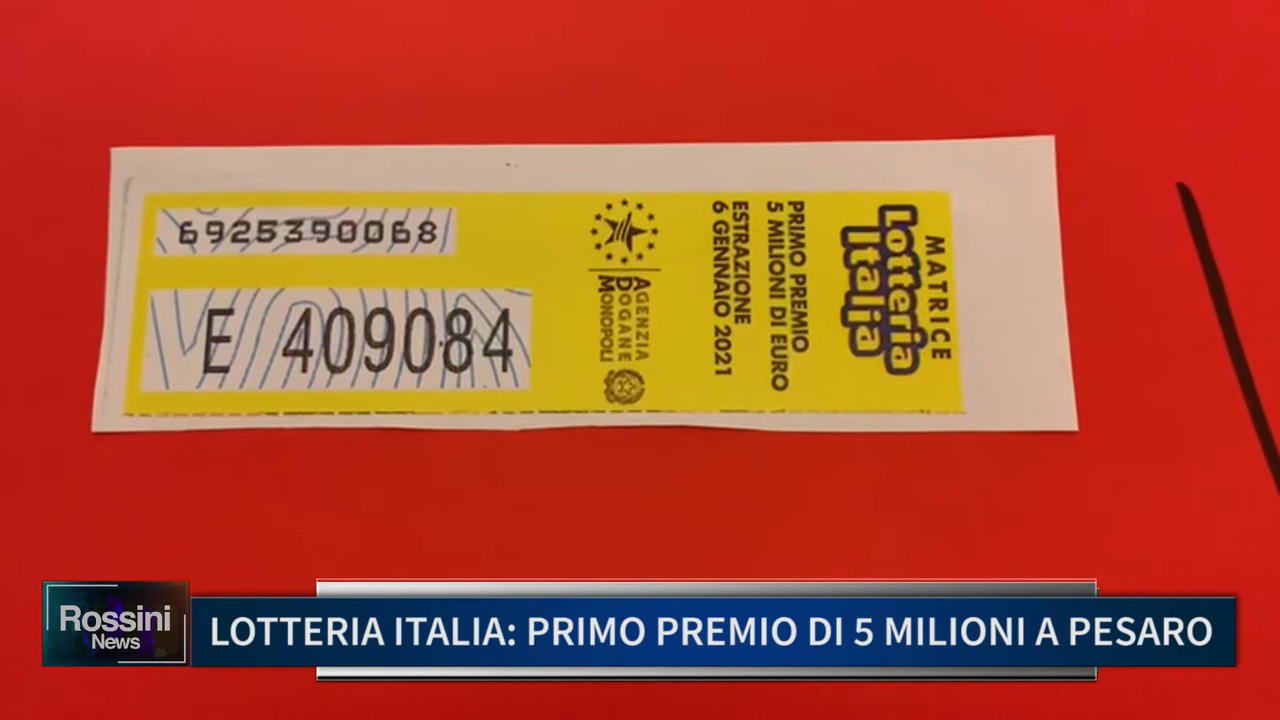 6925390068
E 409084
AGENZIA
DOGANE
MONOPOLI
PRIMO PREMIO
5 MILIONI DI EURO
ESTRAZIONE
6 GENNAIO 2021
MATRICE
Lotteria
Italia
Rossini
News
LOTTERIA ITALIA: PRIMO PREMIO DI 5 MILIONI A PESARO